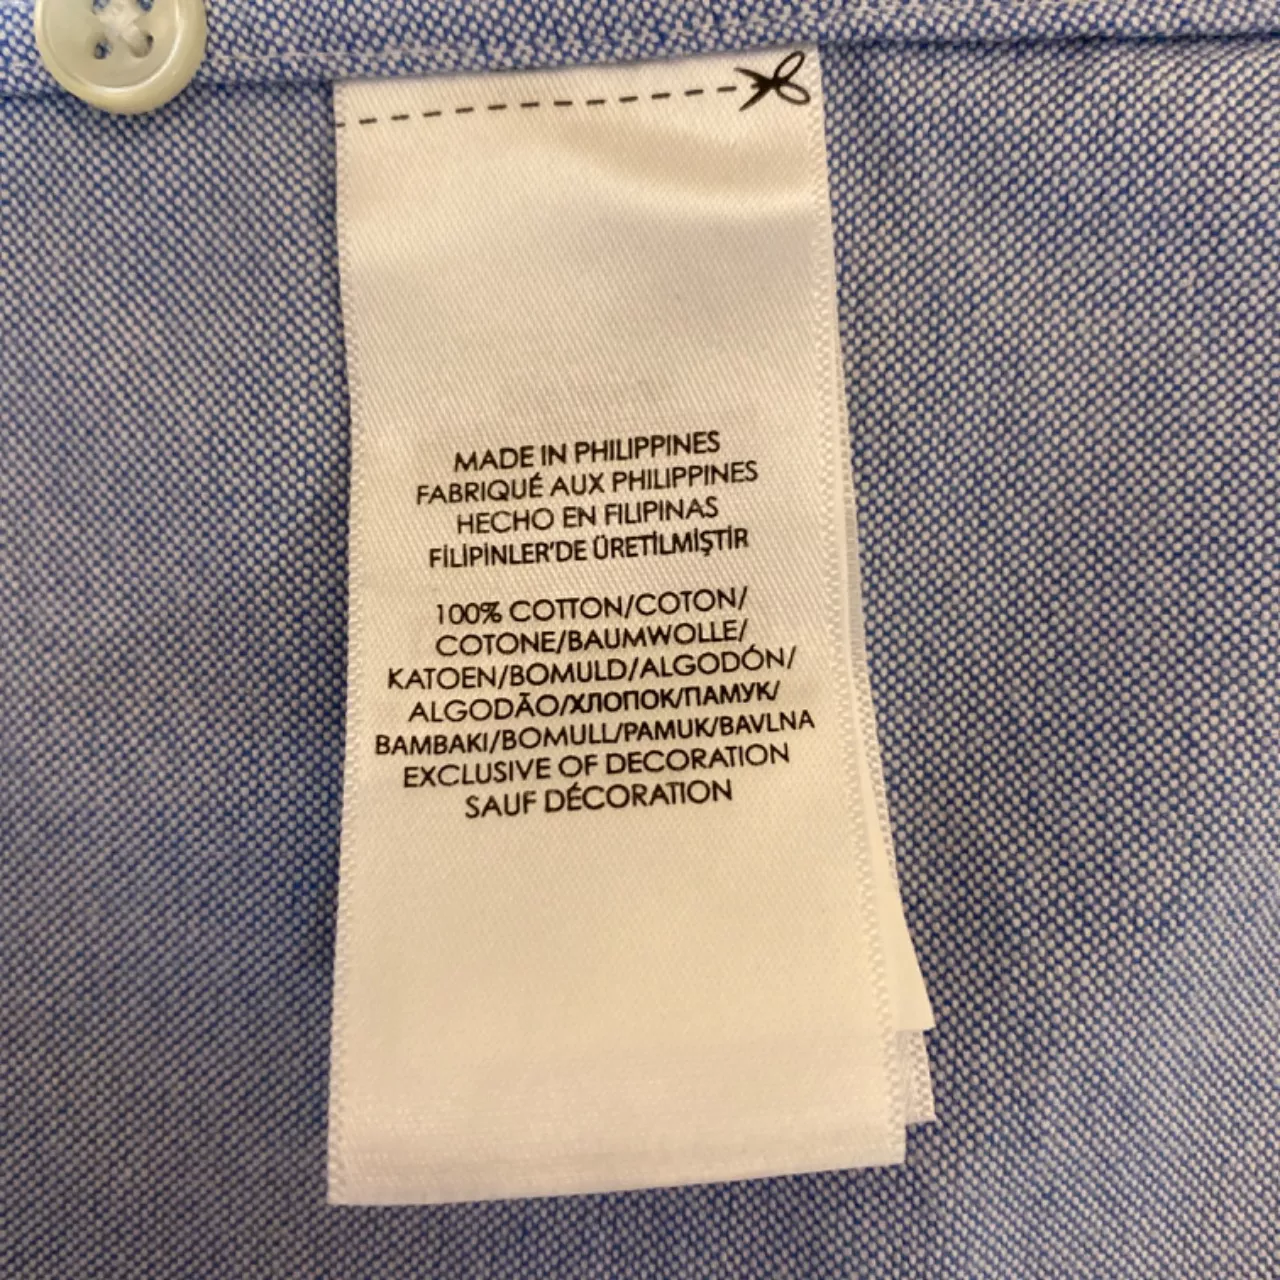 MADE IN PHILIPPINES
FABRIQUÉ AUX PHILIPPINES
HECHO EN FILIPINAS
FİLİPİNLER'DE ÜRETİLMİŞTİR
100% COTTON/COTON/
COTONE/BAUMWOLLE/
KATOEN/BOMULD/ALGODÓN/
ALGODÃO/ХЛОПОК/ПАМУК/
BAMBAKI/BOMULL/PAMUK/BAVLNA
EXCLUSIVE OF DECORATION
SAUF DÉCORATION